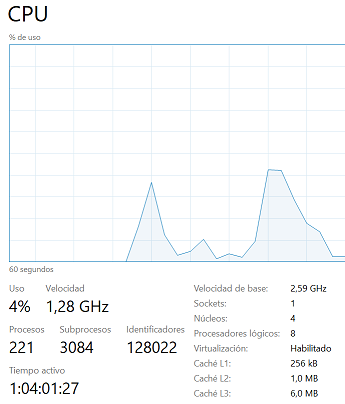 CPU
% de uso
60 segundos
Uso Velocidad
4% 1,28 GHz
Procesos Subprocesos Identificadores
221 3084 128022
Tiempo activo
1:04:01:27
Velocidad de base: 2,59 GHz
Sockets: 1
Núcleos: 4
Procesadores lógicos: 8
Virtualización: Habilitado
Caché L1: 256 kB
Caché L2: 1,0 MB
Caché L3: 6,0 MB